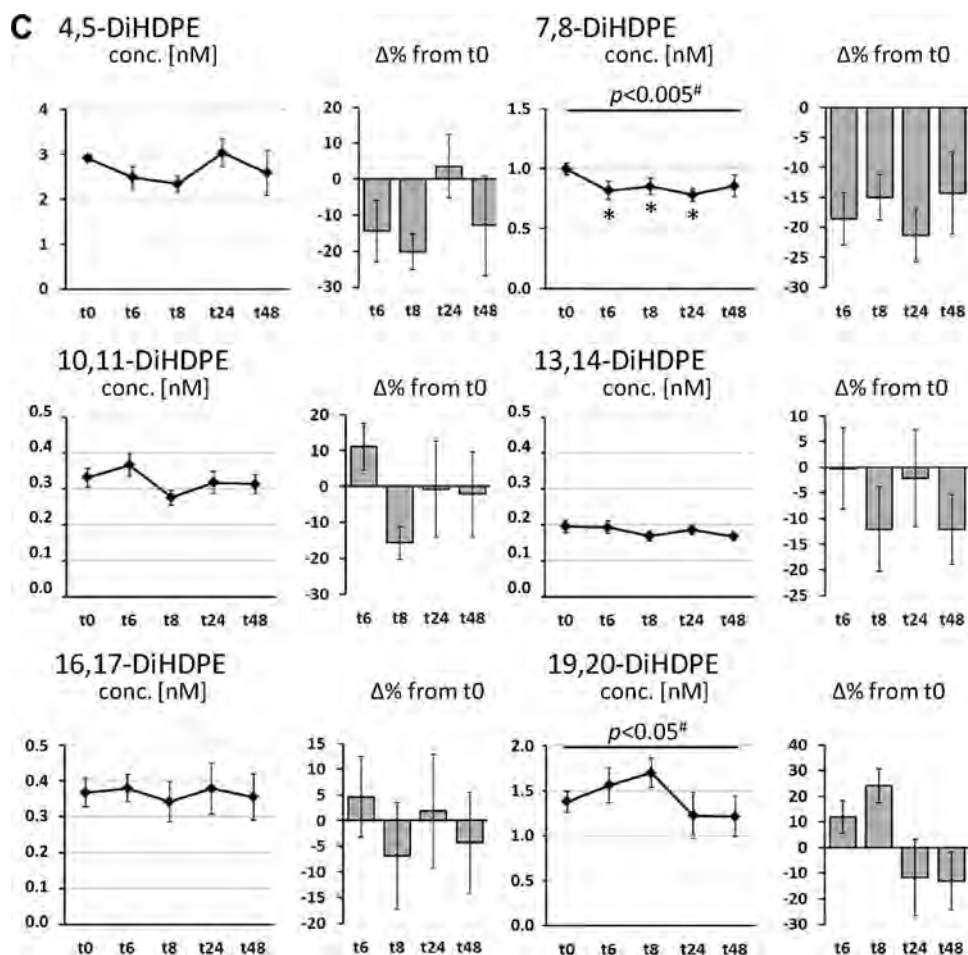 C
4,5-DiHDPE
conc. [nM]
Δ% from t0
4
3
2
1
0
t0 t6 t8 t24 t48
20
10
0
-10
-20
-30
t6 t8 t24 t48
7,8-DiHDPE
conc. [nM]
Δ% from t0
p<0.005#
1.5
1.0
0.5
0.0
* * *
t0 t6 t8 t24 t48
0
-5
-10
-15
-20
-25
-30
t6 t8 t24 t48
10,11-DiHDPE
conc. [nM]
Δ% from t0
0.5
0.4
0.3
0.2
0.1
0.0
t0 t6 t8 t24 t48
20
10
0
-10
-20
-30
t6 t8 t24 t48
13,14-DiHDPE
conc. [nM]
Δ% from t0
0.5
0.4
0.3
0.2
0.1
0.0
t0 t6 t8 t24 t48
10
5
0
-5
-10
-15
-20
-25
t6 t8 t24 t48
16,17-DiHDPE
conc. [nM]
Δ% from t0
0.5
0.4
0.3
0.2
0.1
0.0
t0 t6 t8 t24 t48
15
10
5
0
-5
-10
-15
-20
t6 t8 t24 t48
19,20-DiHDPE
conc. [nM]
Δ% from t0
p<0.05#
2.0
1.5
1.0
0.5
0.0
t0 t6 t8 t24 t48
40
30
20
10
0
-10
-20
-30
t6 t8 t24 t48